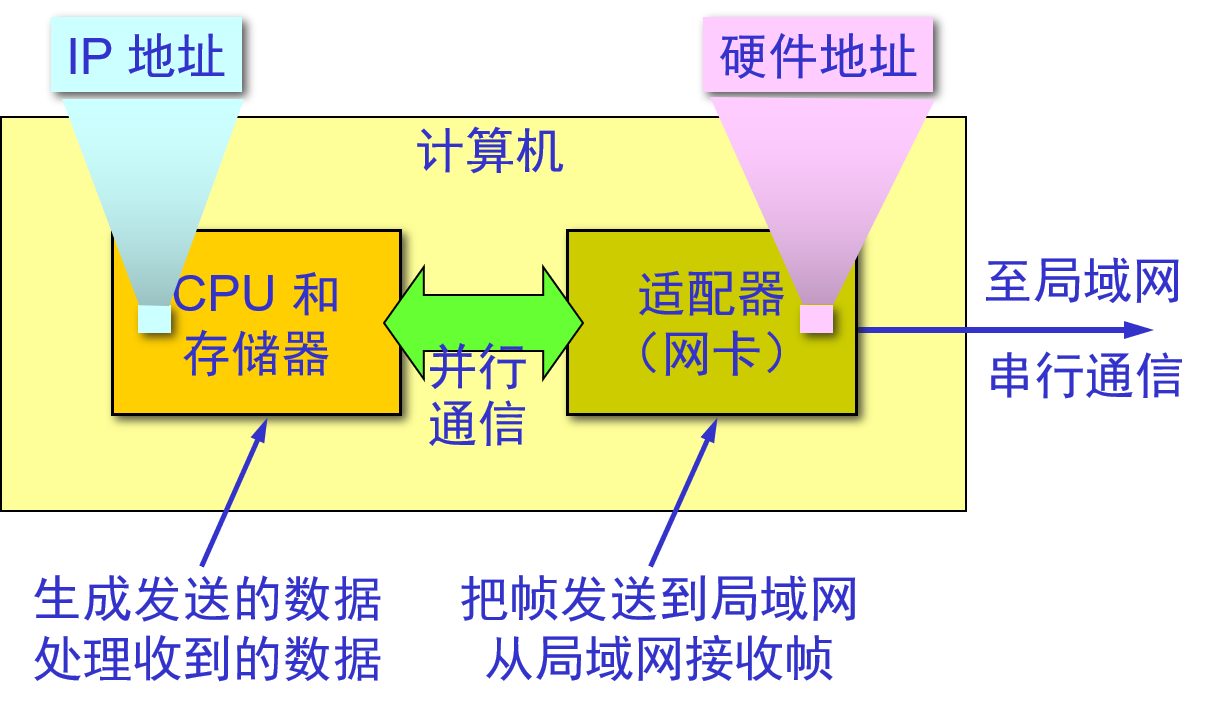 IP 地址
硬件地址
计算机
CPU 和
存储器
适配器
（网卡）
并行
通信
至局域网
串行通信
生成发送的数据
处理收到的数据
把帧发送到局域网
从局域网接收帧